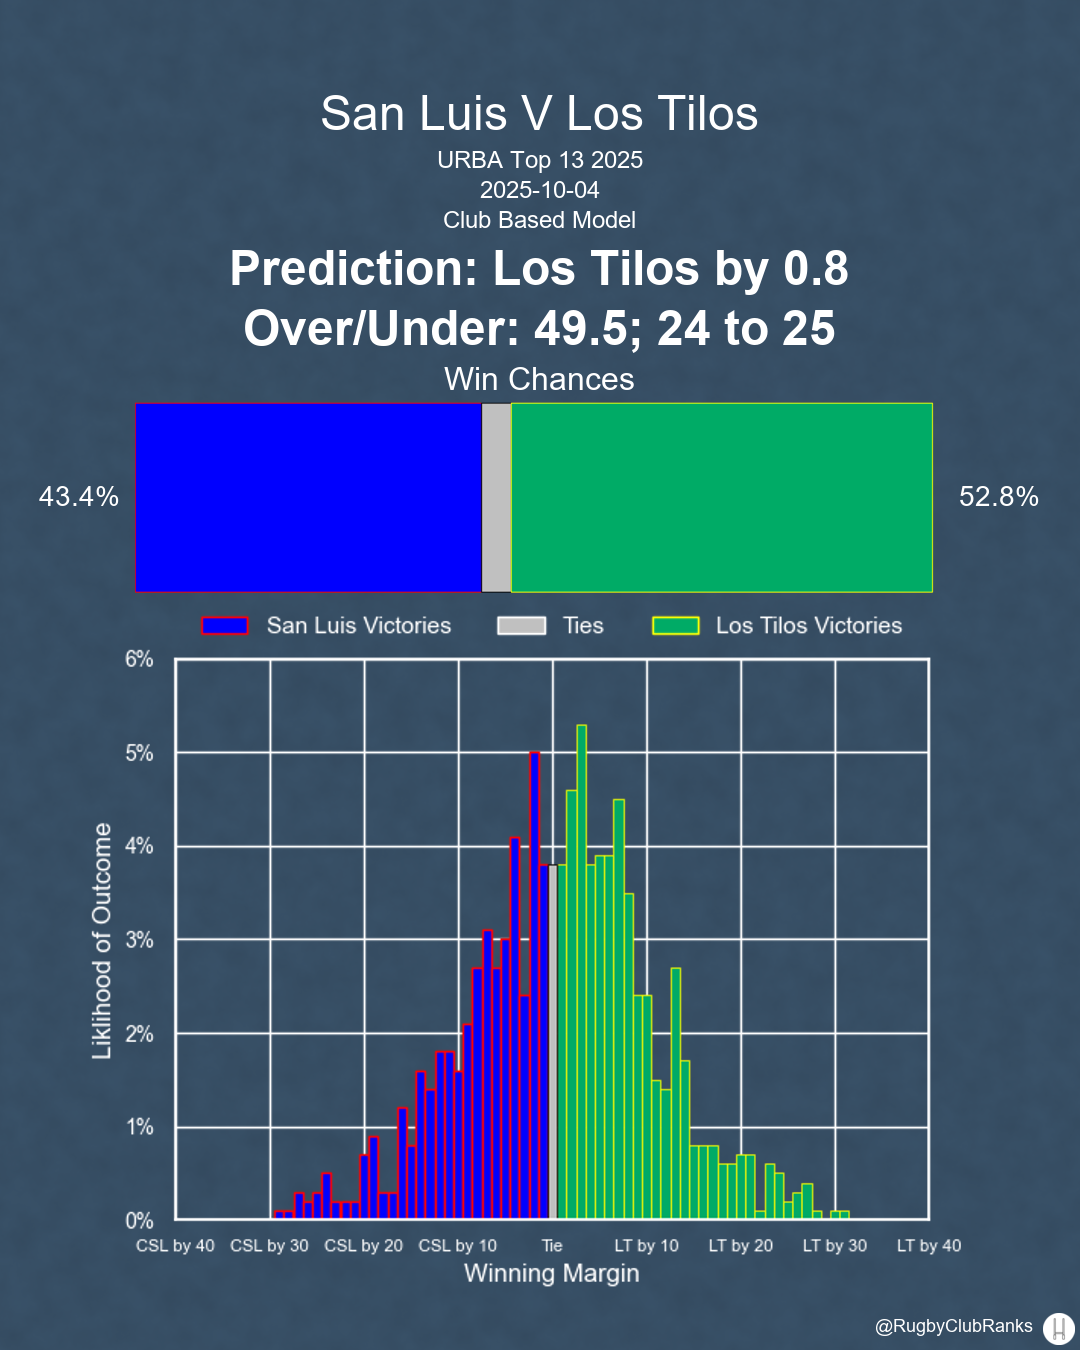 San Luis V Los Tilos
URBA Top 13 2025
2025-10-04
Club Based Model
Prediction: Los Tilos by 0.8
Over/Under: 49.5; 24 to 25
Win Chances
43.4%
52.8%
San Luis Victories
Ties
Los Tilos Victories
6%
5%
4%
3%
2%
1%
0%
Liklihood of Outcome
CSL by 40
CSL by 30
CSL by 20
CSL by 10
Tie
LT by 10
LT by 20
LT by 30
LT by 40
Winning Margin
@RugbyClubRanks